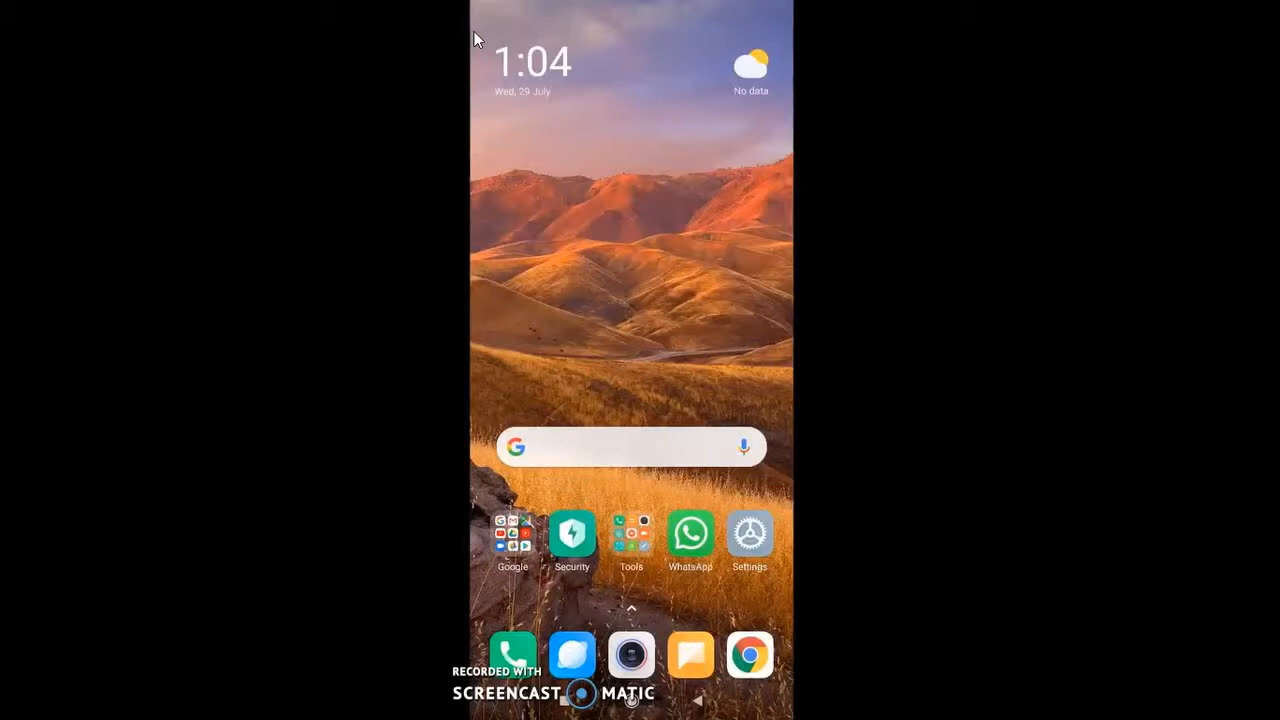 1:04
Wed, 29 July
No data
Google
Security
Tools
WhatsApp
Settings
RECORDED WITH
SCREENCAST MATIC